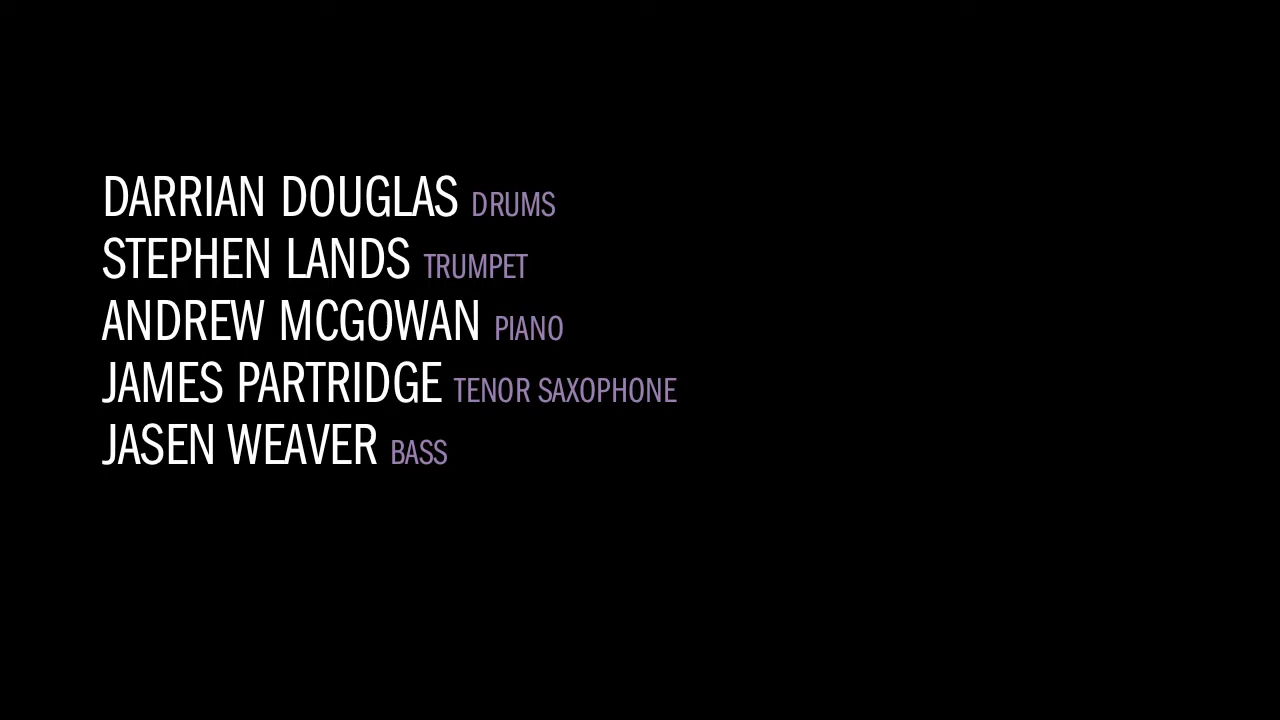 DARRIAN DOUGLAS DRUMS
STEPHEN LANDS TRUMPET
ANDREW MCGOWAN PIANO
JAMES PARTRIDGE TENOR SAXOPHONE
JASEN WEAVER BASS